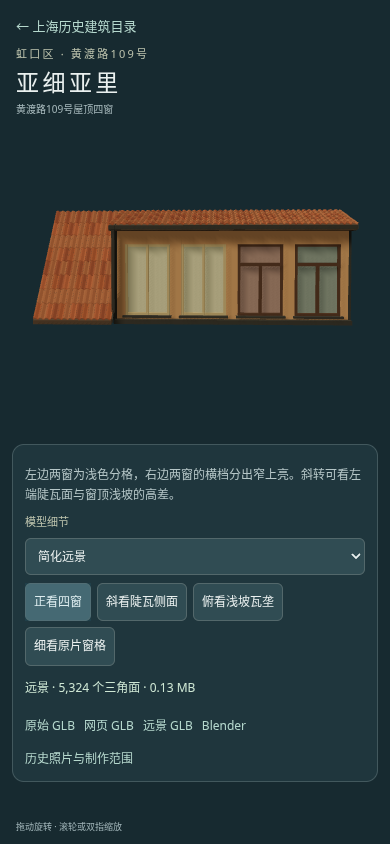 ← 上海历史建筑目录
虹口区 · 黄渡路109号
亚细亚里
黄渡路109号屋顶四窗
左边两窗为浅色分格，右边两窗的横档分出窄上亮。斜转可看左
端陡瓦面与窗顶浅坡的高差。
模型细节
简化远景
正看四窗 斜看陡瓦侧面 俯看浅坡瓦垄
细看原片窗格
远景 · 5,324 个三角面 · 0.13 MB
原始 GLB 网页 GLB 远景 GLB Blender
历史照片与制作范围
拖动旋转 · 滚轮或双指缩放